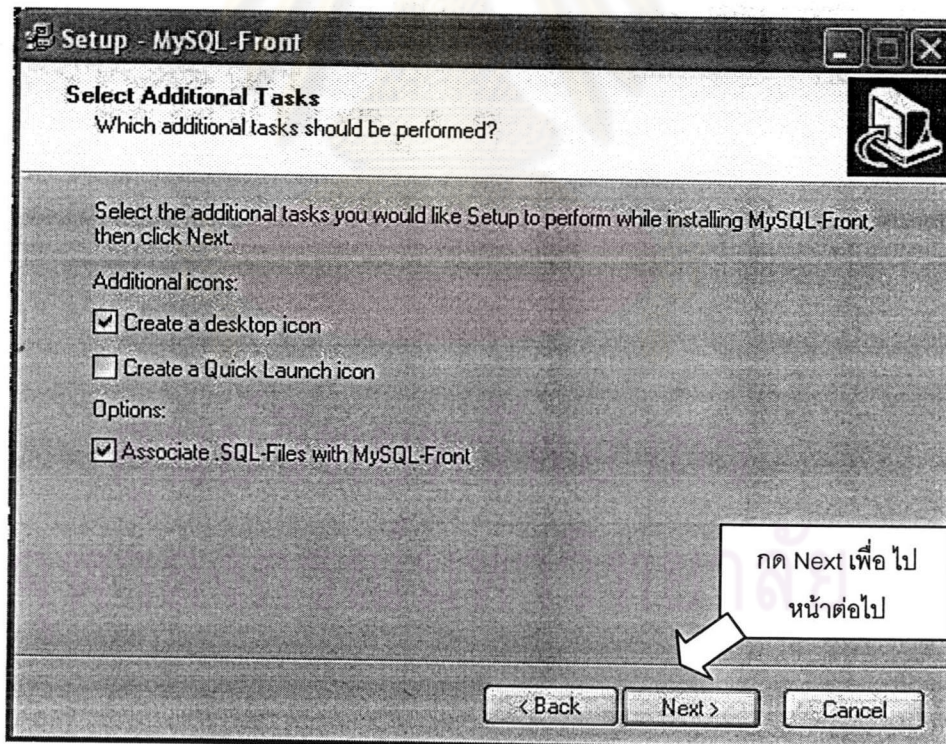 Setup - MySQL-Front
Select Additional Tasks
Which additional tasks should be performed?
Select the additional tasks you would like Setup to perform while installing MySQL-Front,
then click Next.
Additional icons:
Create a desktop icon
Create a Quick Launch icon
Options:
Associate .SQL-Files with MySQL-Front
กด Next เพื่อ ไป
หน้าต่อไป
< Back
Next >
Cancel